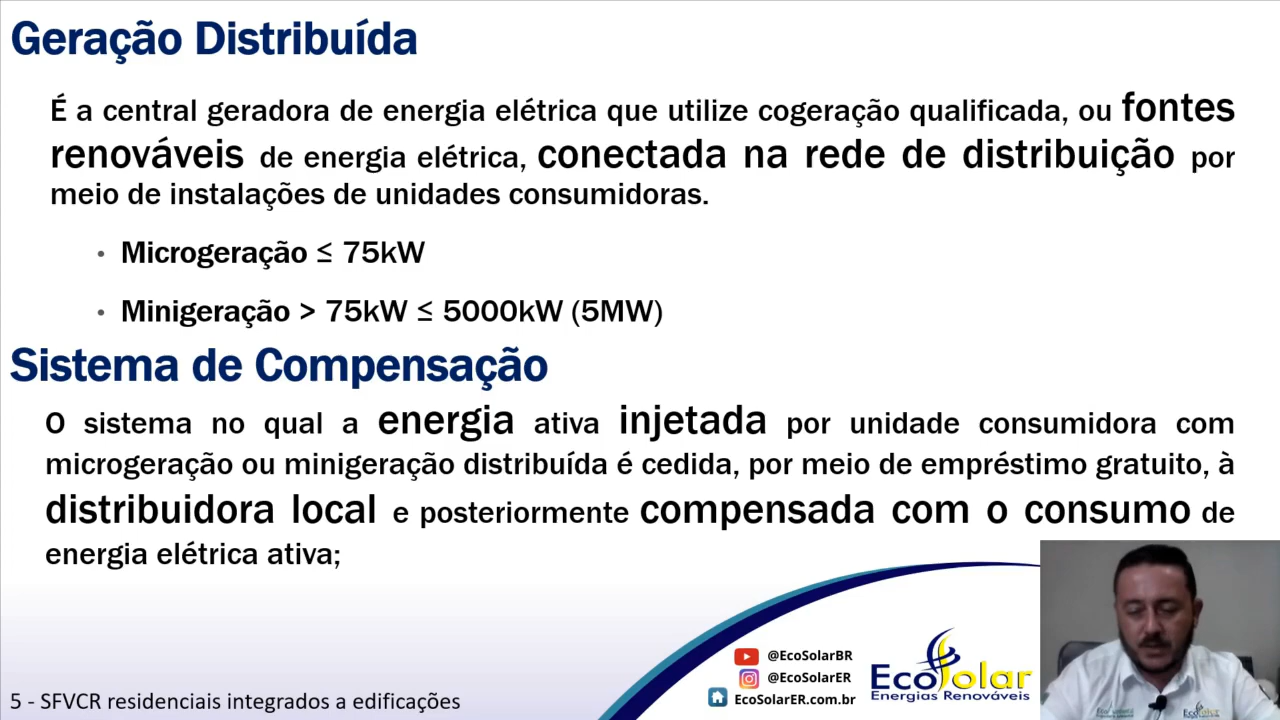 Geração Distribuída
É a central geradora de energia elétrica que utilize cogeração qualificada, ou fontes
renováveis de energia elétrica, conectada na rede de distribuição por
meio de instalações de unidades consumidoras.
• Microgeração ≤ 75kW
• Minigeração > 75kW ≤ 5000kW (5MW)
Sistema de Compensação
O sistema no qual a energia ativa injetada por unidade consumidora com
microgeração ou minigeração distribuída é cedida, por meio de empréstimo gratuito, à
distribuidora local e posteriormente compensada com o consumo de
energia elétrica ativa;
@EcoSolarBR
@EcoSolarER
EcoSolarER.com.br
EcoSolar
Energias Renováveis
5 - SFVCR residenciais integrados a edificações